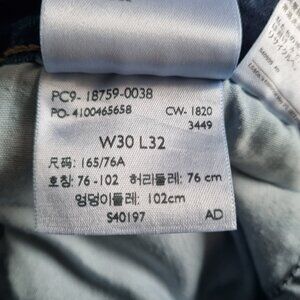 PC9- 18759-0038
PO- 4100465658 CW- 1820
3449
W30 L32
尺码: 165/76A
호칭: 76-102 허리둘레: 76 cm
엉덩이둘레: 102cm
S40197 AD